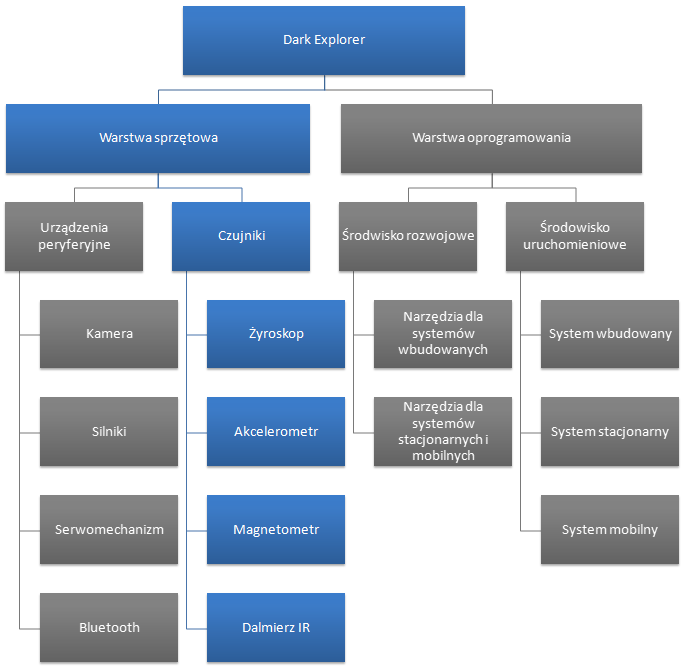 Dark Explorer
Warstwa sprzętowa
Warstwa oprogramowania
Urządzenia
peryferyjne
Czujniki
Środwisko rozwojowe
Środowisko
uruchomieniowe
Kamera
Żyroskop
Narzędzia dla
systemów
wbudowanych
System wbudowany
Silniki
Akcelerometr
Narzędzia dla
systemów
stacjonarnych i
mobilnych
System stacjonarny
Serwomechanizm
Magnetometr
System mobilny
Bluetooth
Dalmierz IR